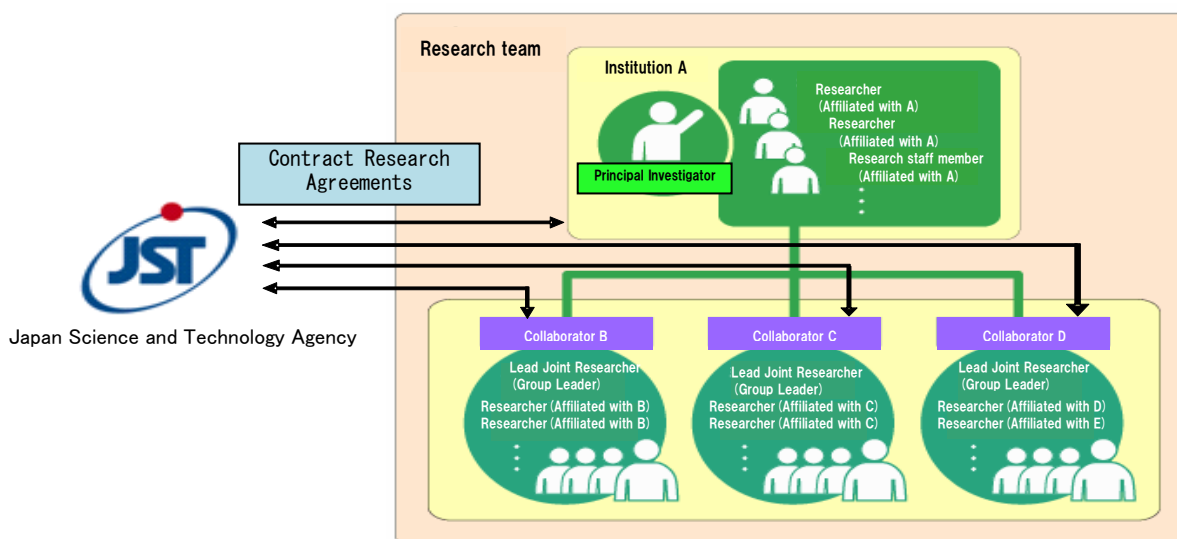 Research team
Institution A
Researcher
(Affiliated with A)
Researcher
(Affiliated with A)
Research staff member
(Affiliated with A)
Principal Investigator
Contract Research
Agreements
JST
Japan Science and Technology Agency
Collaborator B
Lead Joint Researcher
(Group Leader)
Researcher(Affiliated with B)
Researcher(Affiliated with B)
Collaborator C
Lead Joint Researcher
(Group Leader)
Researcher(Affiliated with C)
Researcher(Affiliated with C)
Collaborator D
Lead Joint Researcher
(Group Leader)
Researcher(Affiliated with D)
Researcher(Affiliated with E)